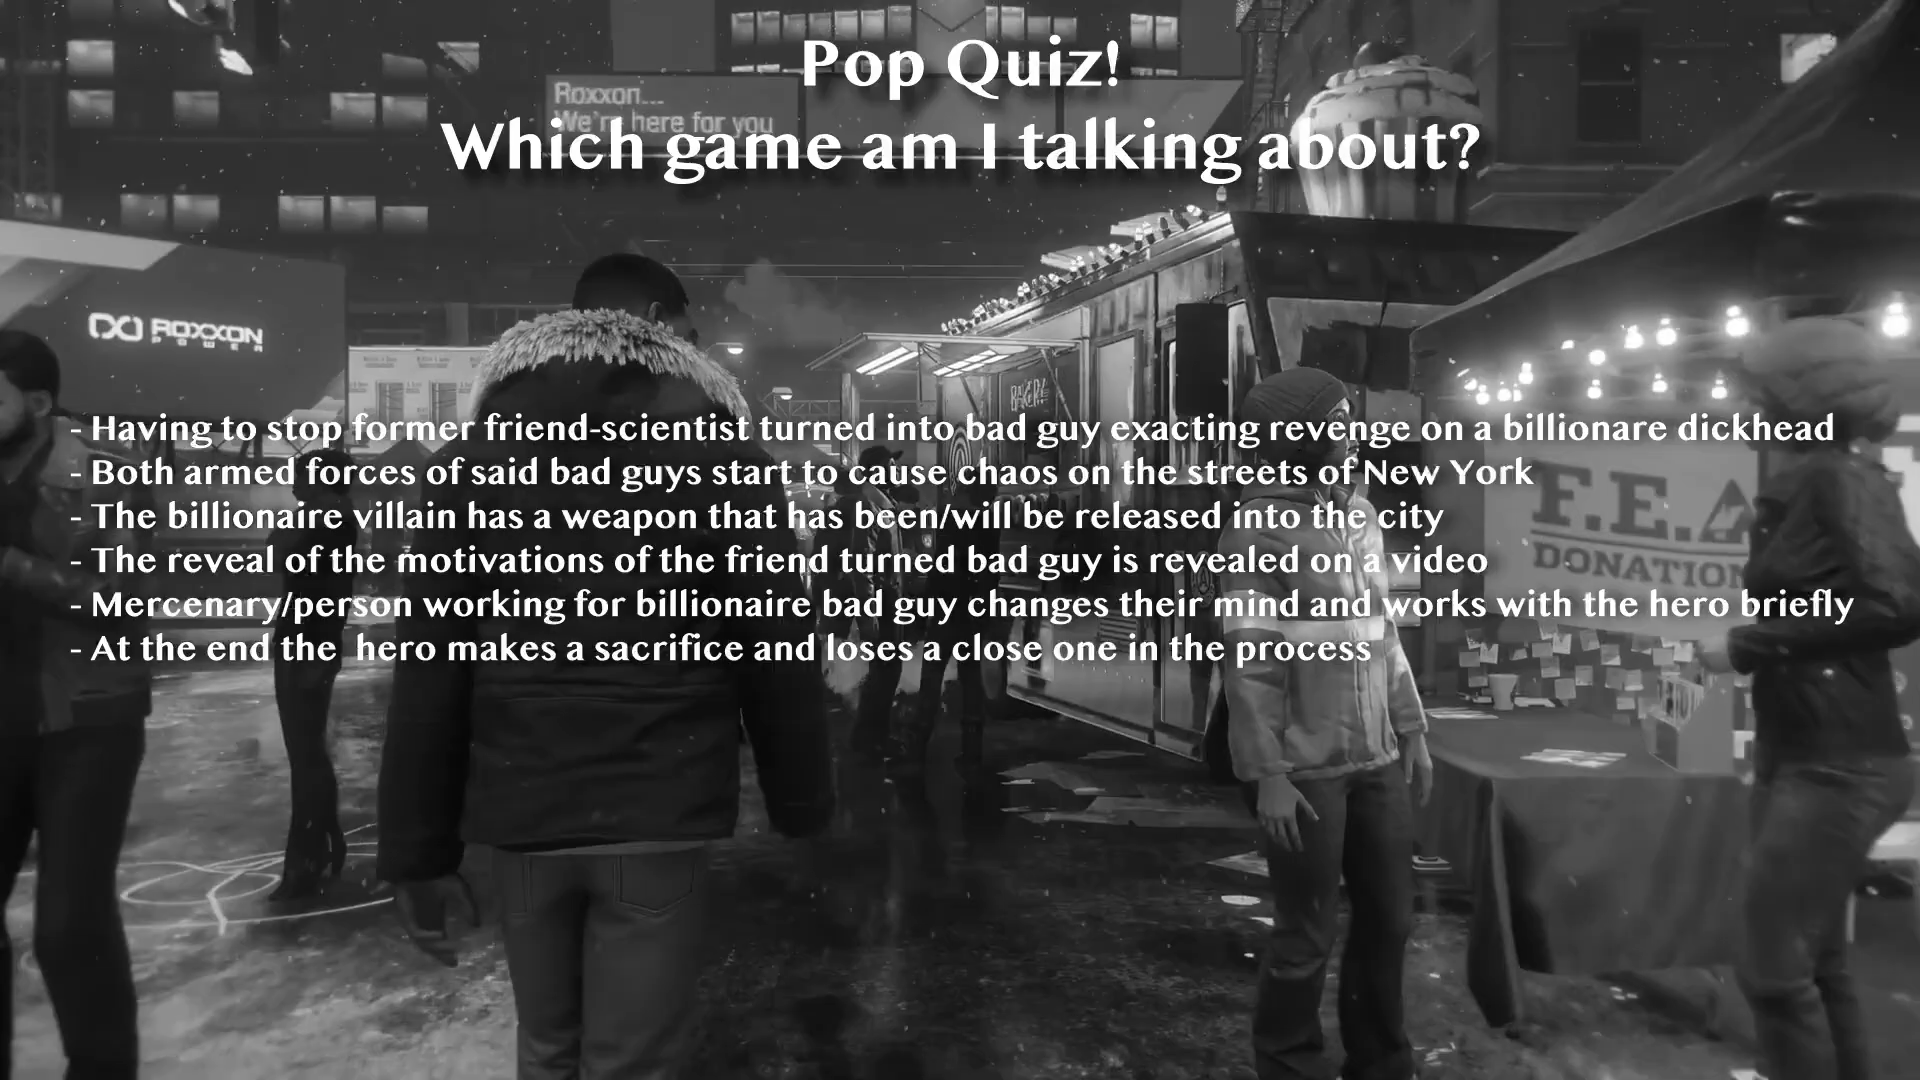 Pop Quiz!
Which game am I talking about?
Roxxon...
We're here for you
ROXXON
POWER
BAKERY
- Having to stop former friend-scientist turned into bad guy exacting revenge on a billionare dickhead
- Both armed forces of said bad guys start to cause chaos on the streets of New York
- The billionaire villain has a weapon that has been/will be released into the city
- The reveal of the motivations of the friend turned bad guy is revealed on a video
- Mercenary/person working for billionaire bad guy changes their mind and works with the hero briefly
- At the end the  hero makes a sacrifice and loses a close one in the process
F.E.A
DONATION